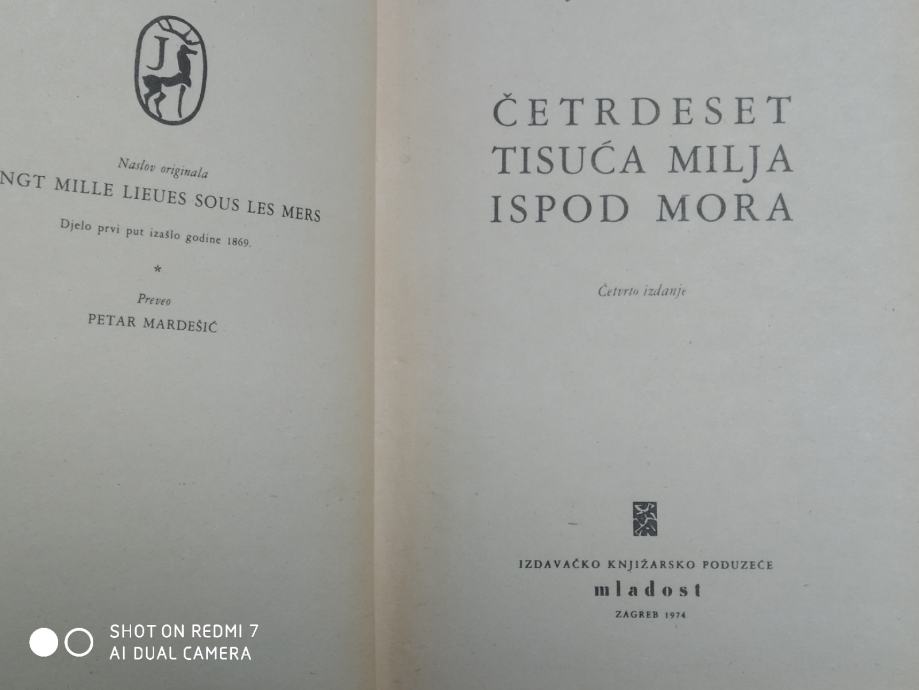 J
Naslov originala
NGT MILLE LIEUES SOUS LES MERS
Djelo prvi put izašlo godine 1869.
*
Preveo
PETAR MARDEŠIĆ
ČETRDESET
TISUĆA MILJA
ISPOD MORA
Četvrto izdanje
IZDAVAČKO KNJIŽARSKO PODUZEĆE
mladost
ZAGREB 1974
SHOT ON REDMI 7
AI DUAL CAMERA